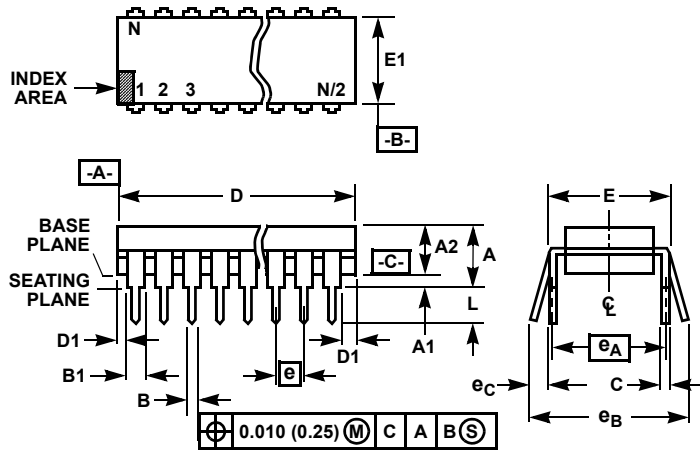 N
E1
INDEX
AREA
1 2 3 N/2
-B-
-A-
D
E
BASE
PLANE
A2
A
-C-
SEATING
PLANE
L
℄
D1
A1
D1
eA
B1
e
eC
C
B
eB
⌖ 0.010 (0.25) Ⓜ C A B Ⓢ